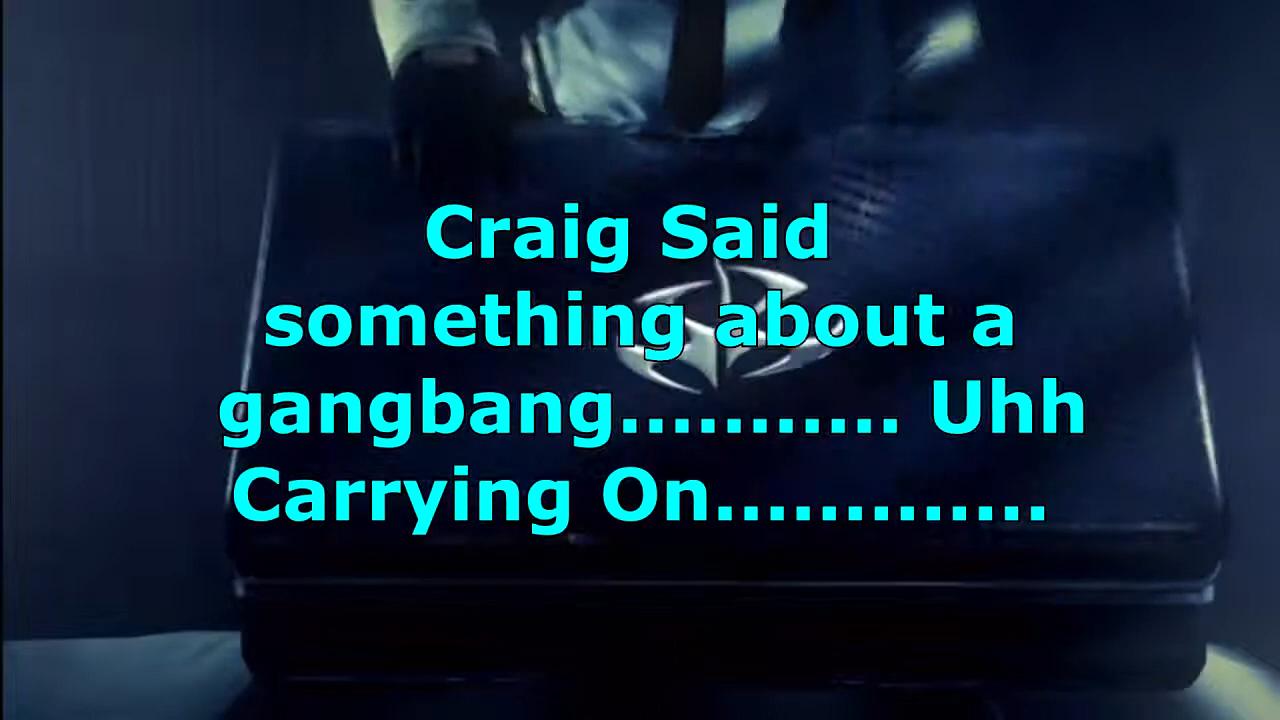 Craig Said
something about a
gangbang........... Uhh
Carrying On.............